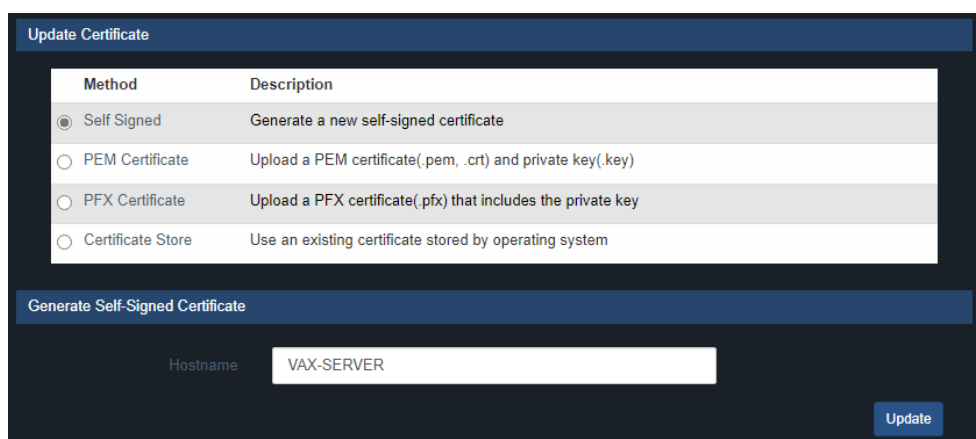 Update Certificate
Method Description
Self Signed Generate a new self-signed certificate
PEM Certificate Upload a PEM certificate(.pem, .crt) and private key(.key)
PFX Certificate Upload a PFX certificate(.pfx) that includes the private key
Certificate Store Use an existing certificate stored by operating system
Generate Self-Signed Certificate
Hostname VAX-SERVER
Update